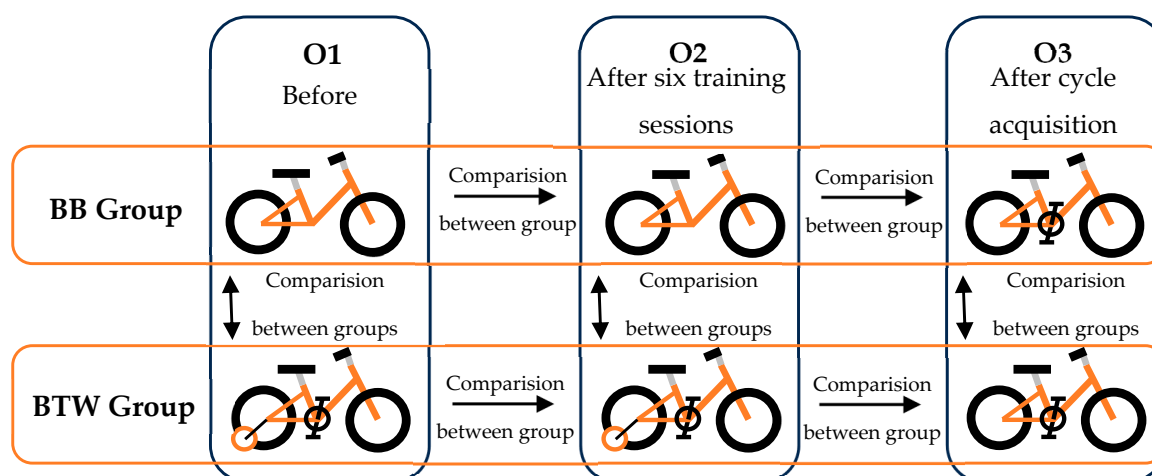 O1
Before
O2
After six training
sessions
O3
After cycle
acquisition
BB Group
Comparision
between group
Comparision
between group
Comparision
between groups
Comparision
between groups
Comparision
between groups
BTW Group
Comparision
between group
Comparision
between group